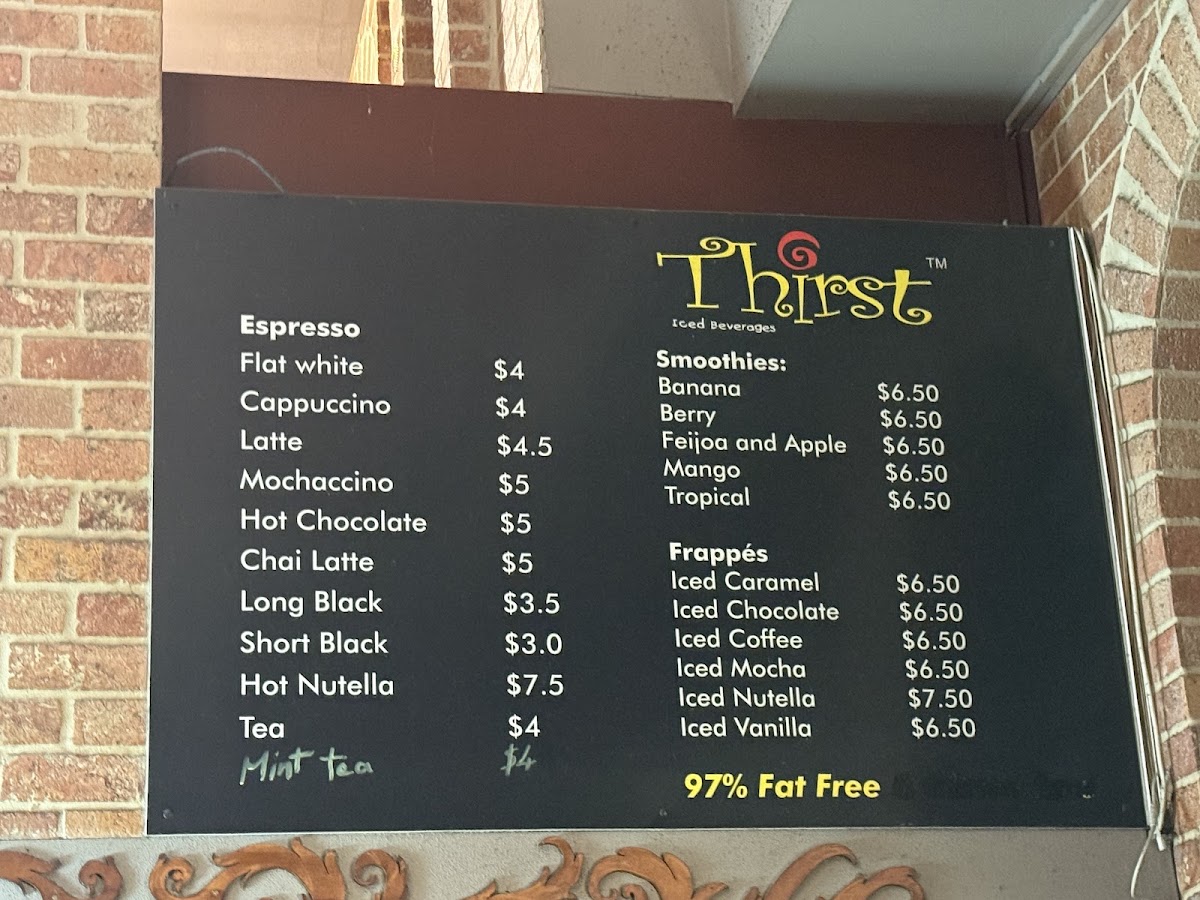 Espresso
Flat white $4
Cappuccino $4
Latte $4.5
Mochaccino $5
Hot Chocolate $5
Chai Latte $5
Long Black $3.5
Short Black $3.0
Hot Nutella $7.5
Tea $4
Mint tea $4
Thirst TM
Iced Beverages
Smoothies:
Banana $6.50
Berry $6.50
Feijoa and Apple $6.50
Mango $6.50
Tropical $6.50
Frappés
Iced Caramel $6.50
Iced Chocolate $6.50
Iced Coffee $6.50
Iced Mocha $6.50
Iced Nutella $7.50
Iced Vanilla $6.50
97% Fat Free